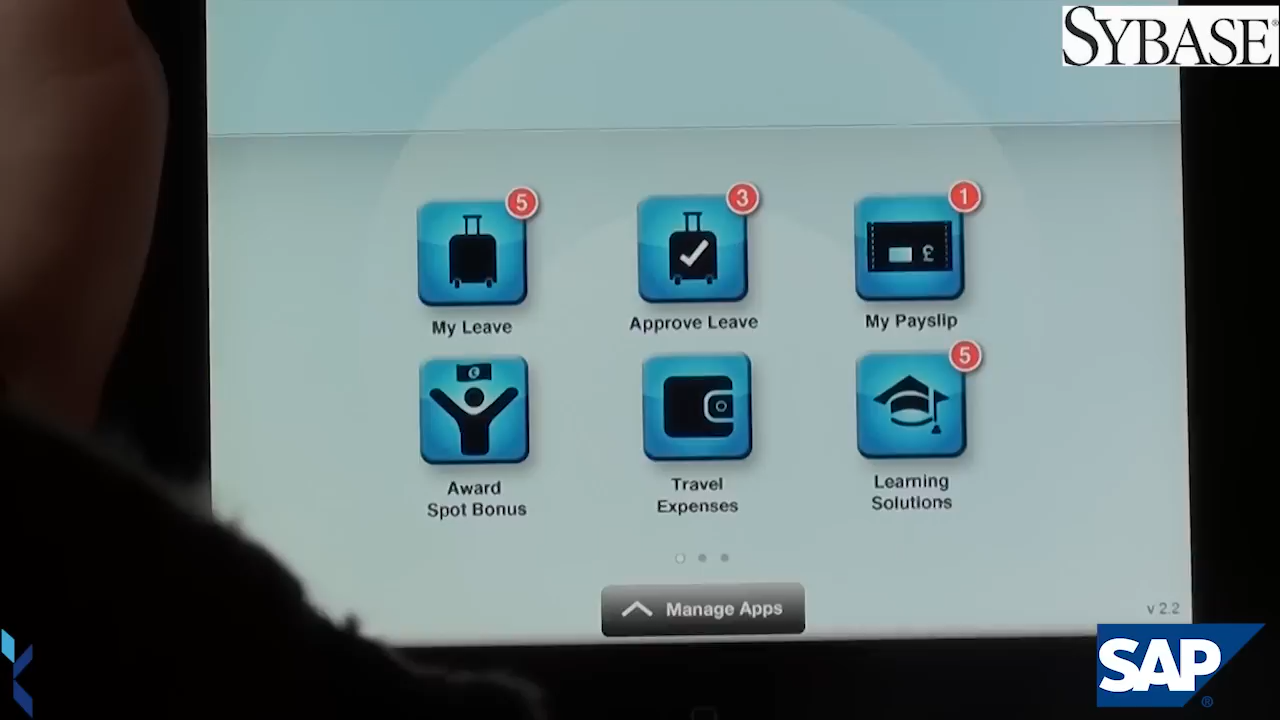 SYBASE®
5
3
1
£
My Leave
Approve Leave
My Payslip
5
Award
Spot Bonus
Travel
Expenses
Learning
Solutions
Manage Apps
v 2.2
SAP®